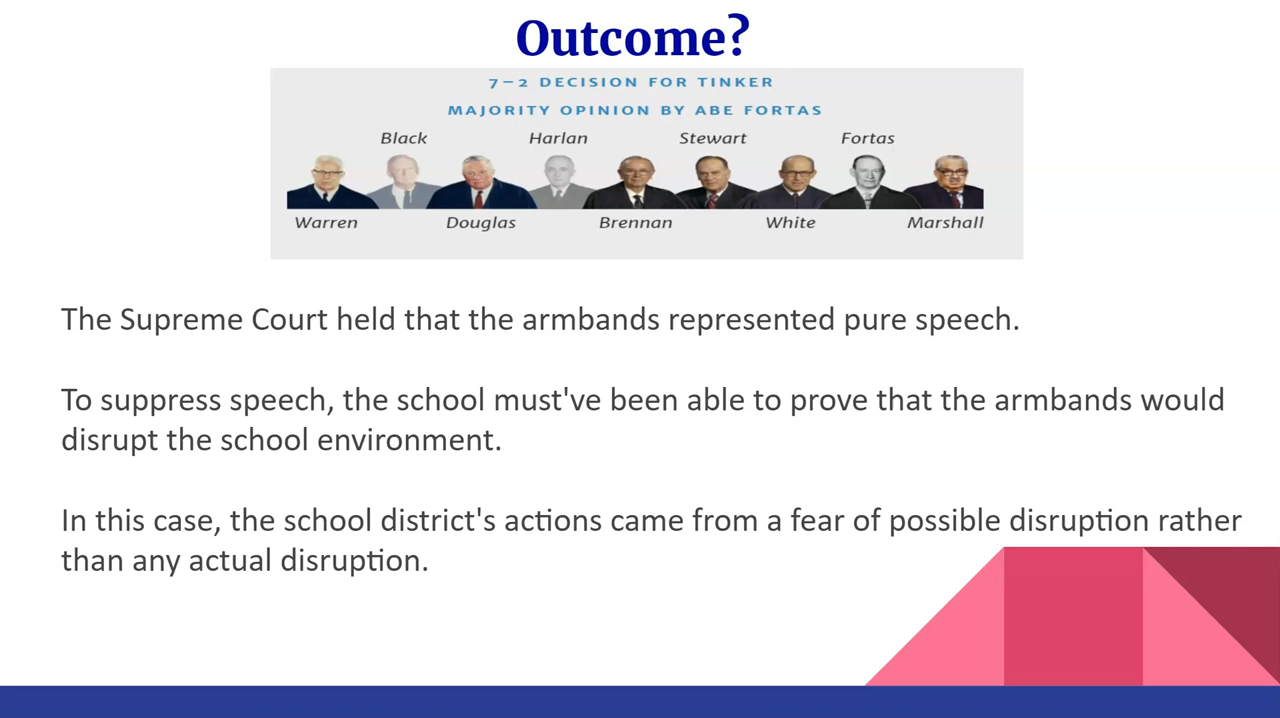 Outcome?
7–2 DECISION FOR TINKER
MAJORITY OPINION BY ABE FORTAS
Black Harlan Stewart Fortas
Warren Douglas Brennan White Marshall
The Supreme Court held that the armbands represented pure speech.
To suppress speech, the school must've been able to prove that the armbands would
disrupt the school environment.
In this case, the school district's actions came from a fear of possible disruption rather
than any actual disruption.